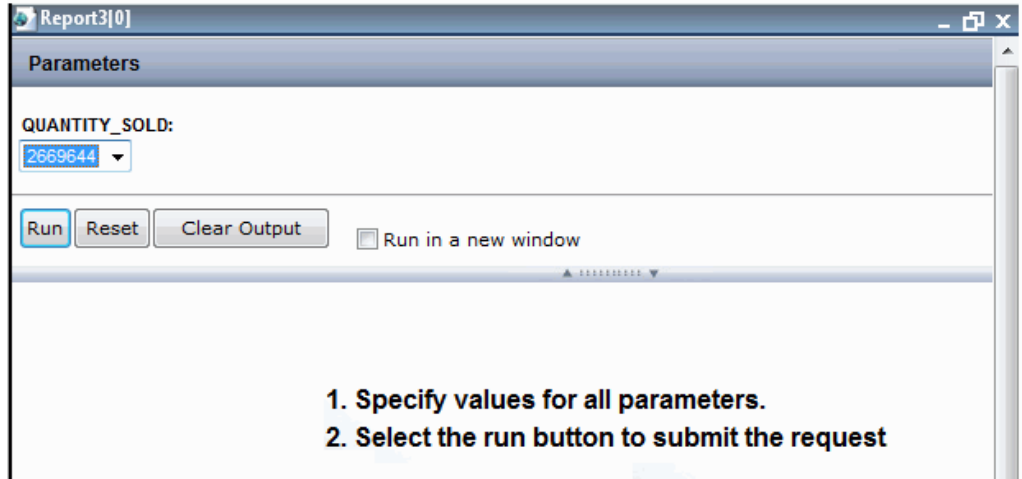 Report3[0]
Parameters
QUANTITY_SOLD:
2669644
Run Reset Clear Output Run in a new window
1. Specify values for all parameters.
2. Select the run button to submit the request